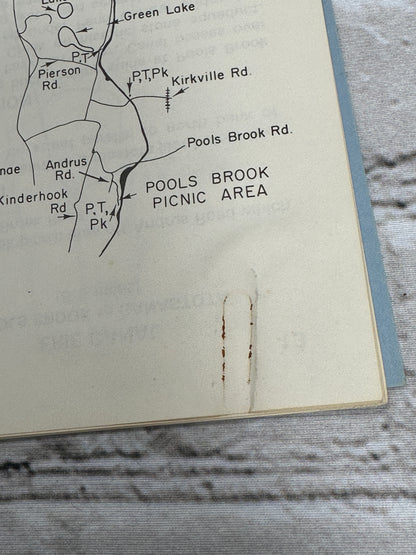 Green Lake
P,T
Pierson
Rd.
P,T,Pk
Kirkville Rd.
Pools Brook Rd.
Andrus
Rd.
Kinderhook
Rd
P,T,
Pk
POOLS BROOK
PICNIC AREA